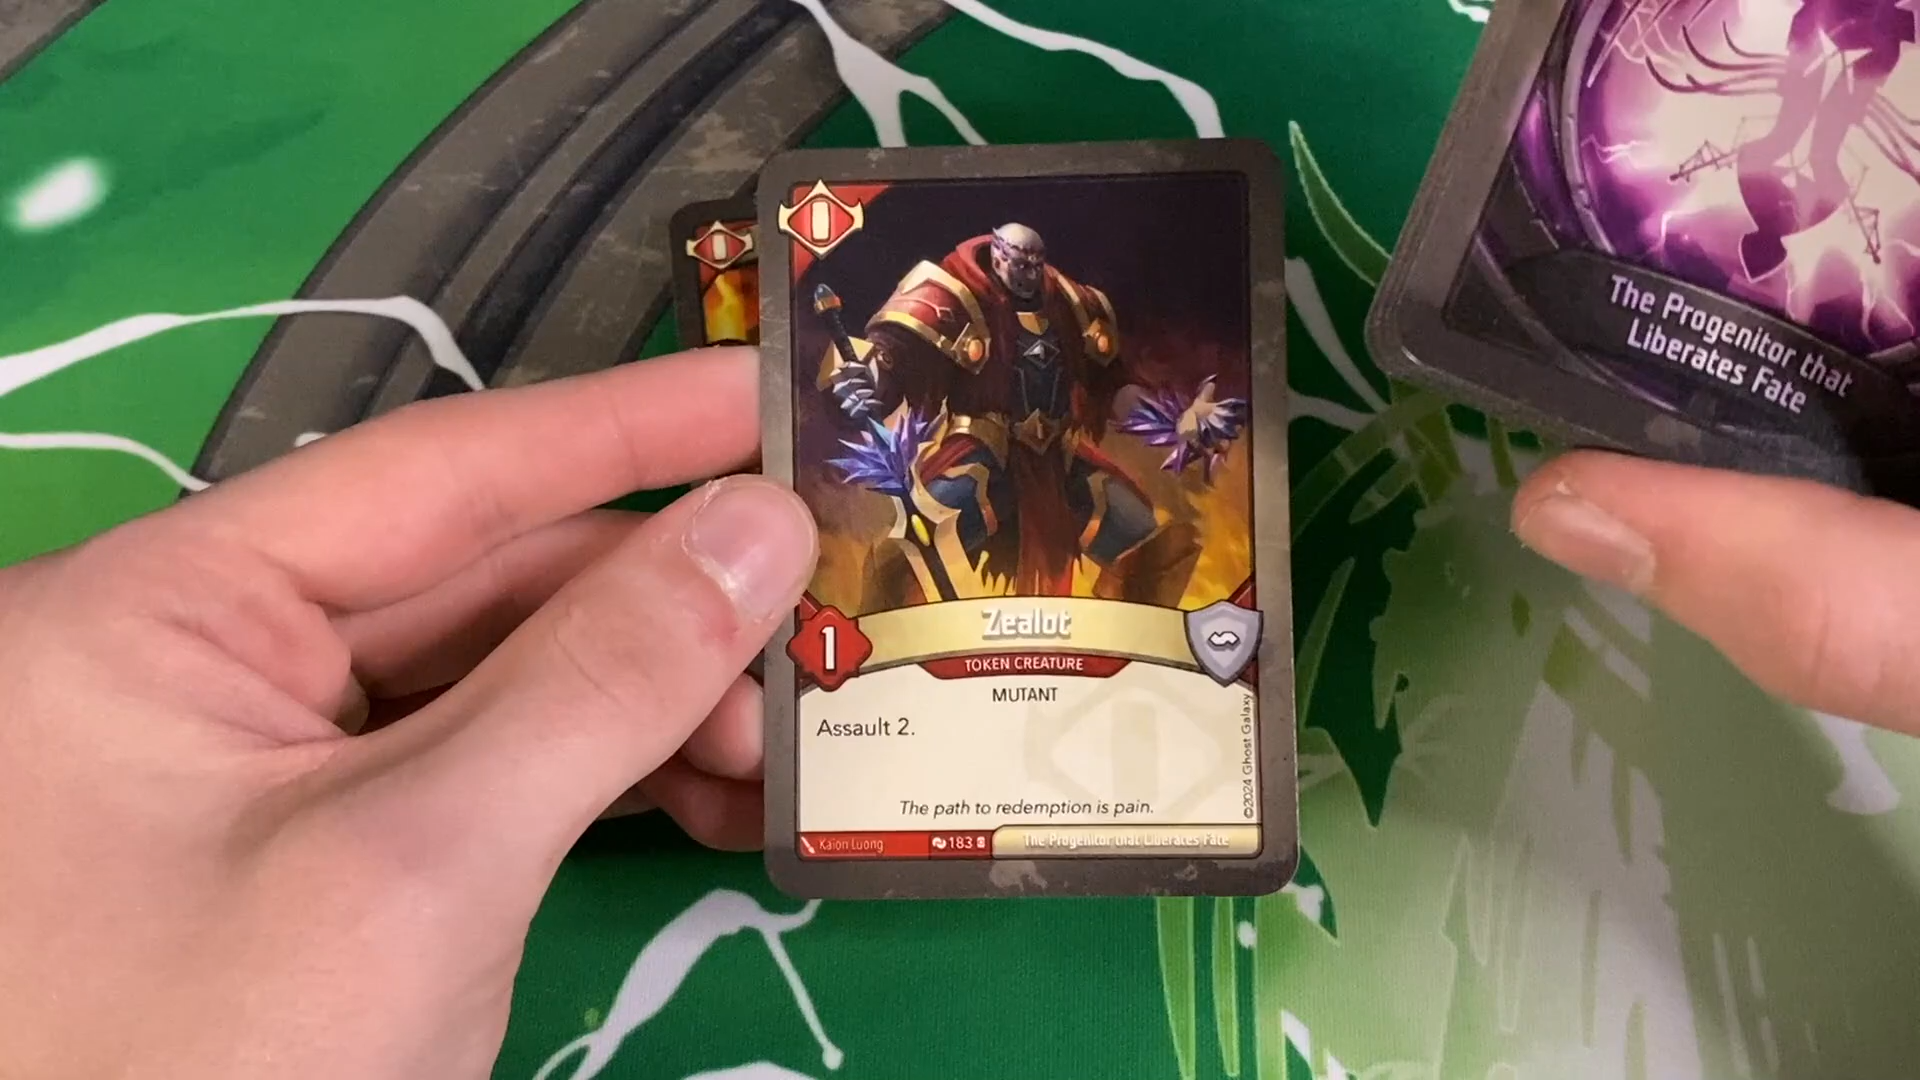 The Progenitor that
Liberates Fate
Zealot
1
TOKEN CREATURE
MUTANT
Assault 2.
The path to redemption is pain.
©2024 Ghost Galaxy
Kaion Luong
183
The Progenitor that Liberates Fate